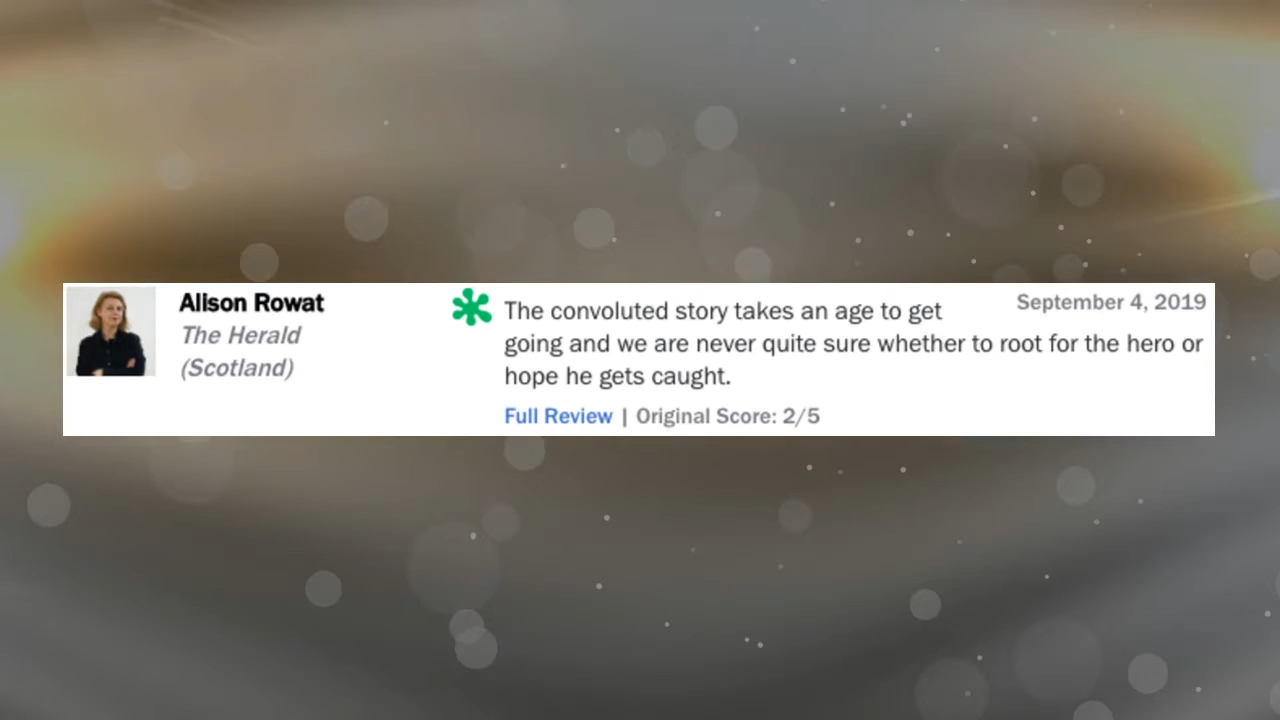 Alison Rowat
The Herald
(Scotland)
The convoluted story takes an age to get
going and we are never quite sure whether to root for the hero or
hope he gets caught.
September 4, 2019
Full Review | Original Score: 2/5